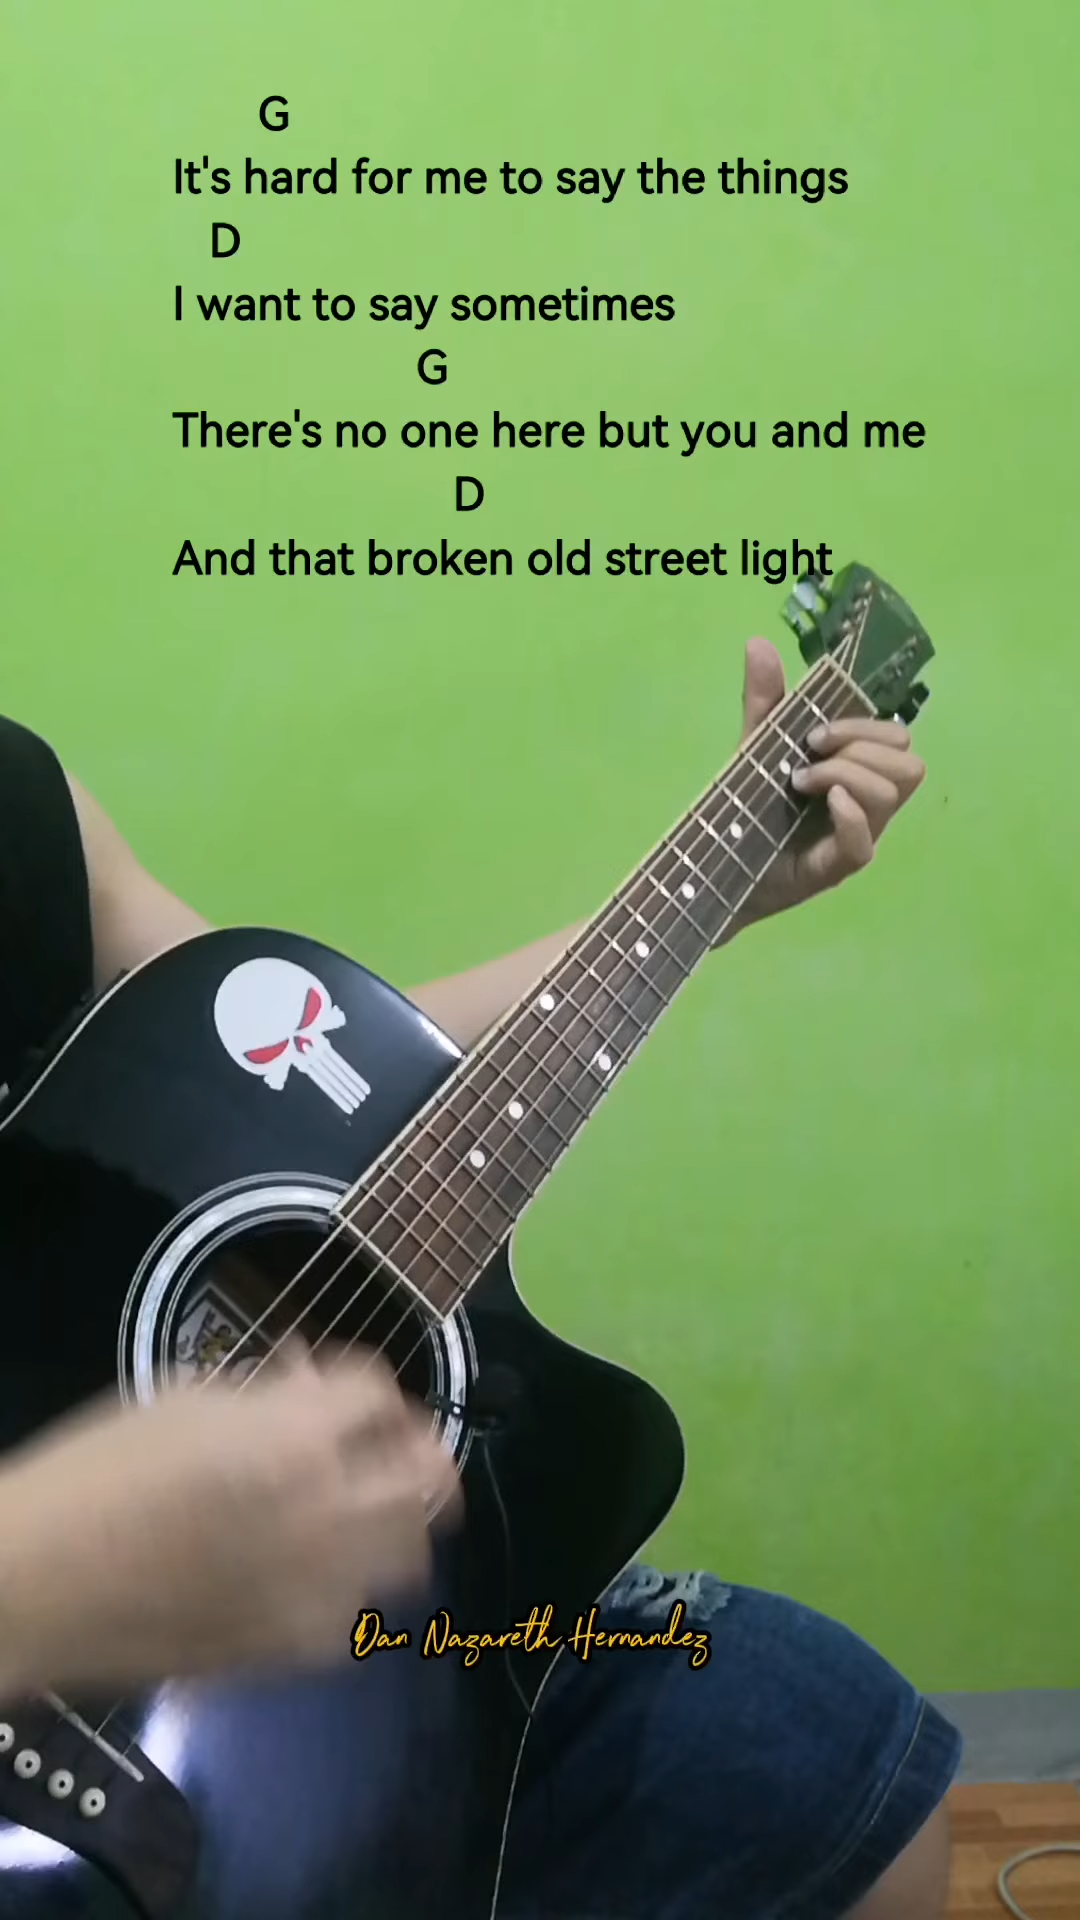 G
It's hard for me to say the things
D
I want to say sometimes
G
There's no one here but you and me
D
And that broken old street light
Dan Nazareth Hernandez